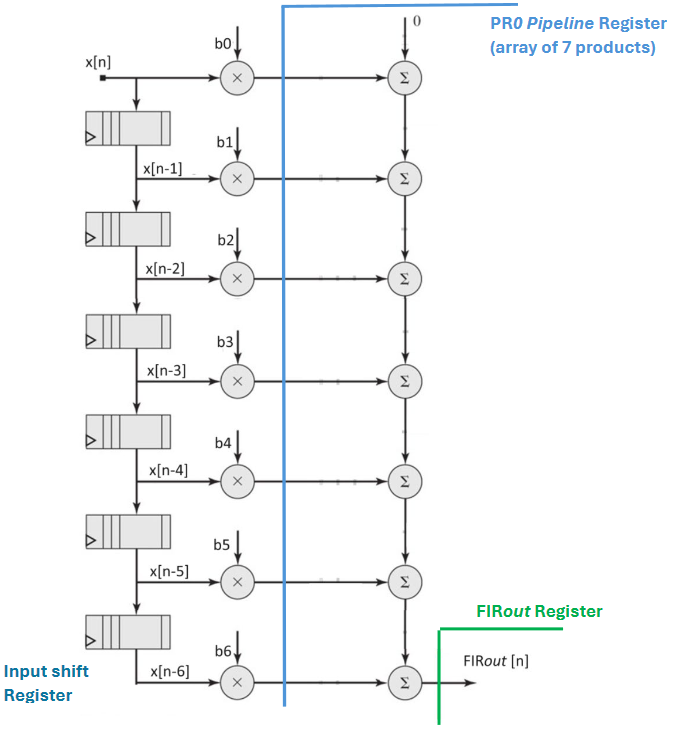 0
PR0 Pipeline Register
(array of 7 products)
b0
x[n]
×
Σ
b1
x[n-1]
×
Σ
b2
x[n-2]
×
Σ
b3
x[n-3]
×
Σ
b4
x[n-4]
×
Σ
b5
x[n-5]
×
Σ
FIRout Register
b6
FIRout [n]
Input shift
Register
x[n-6]
×
Σ